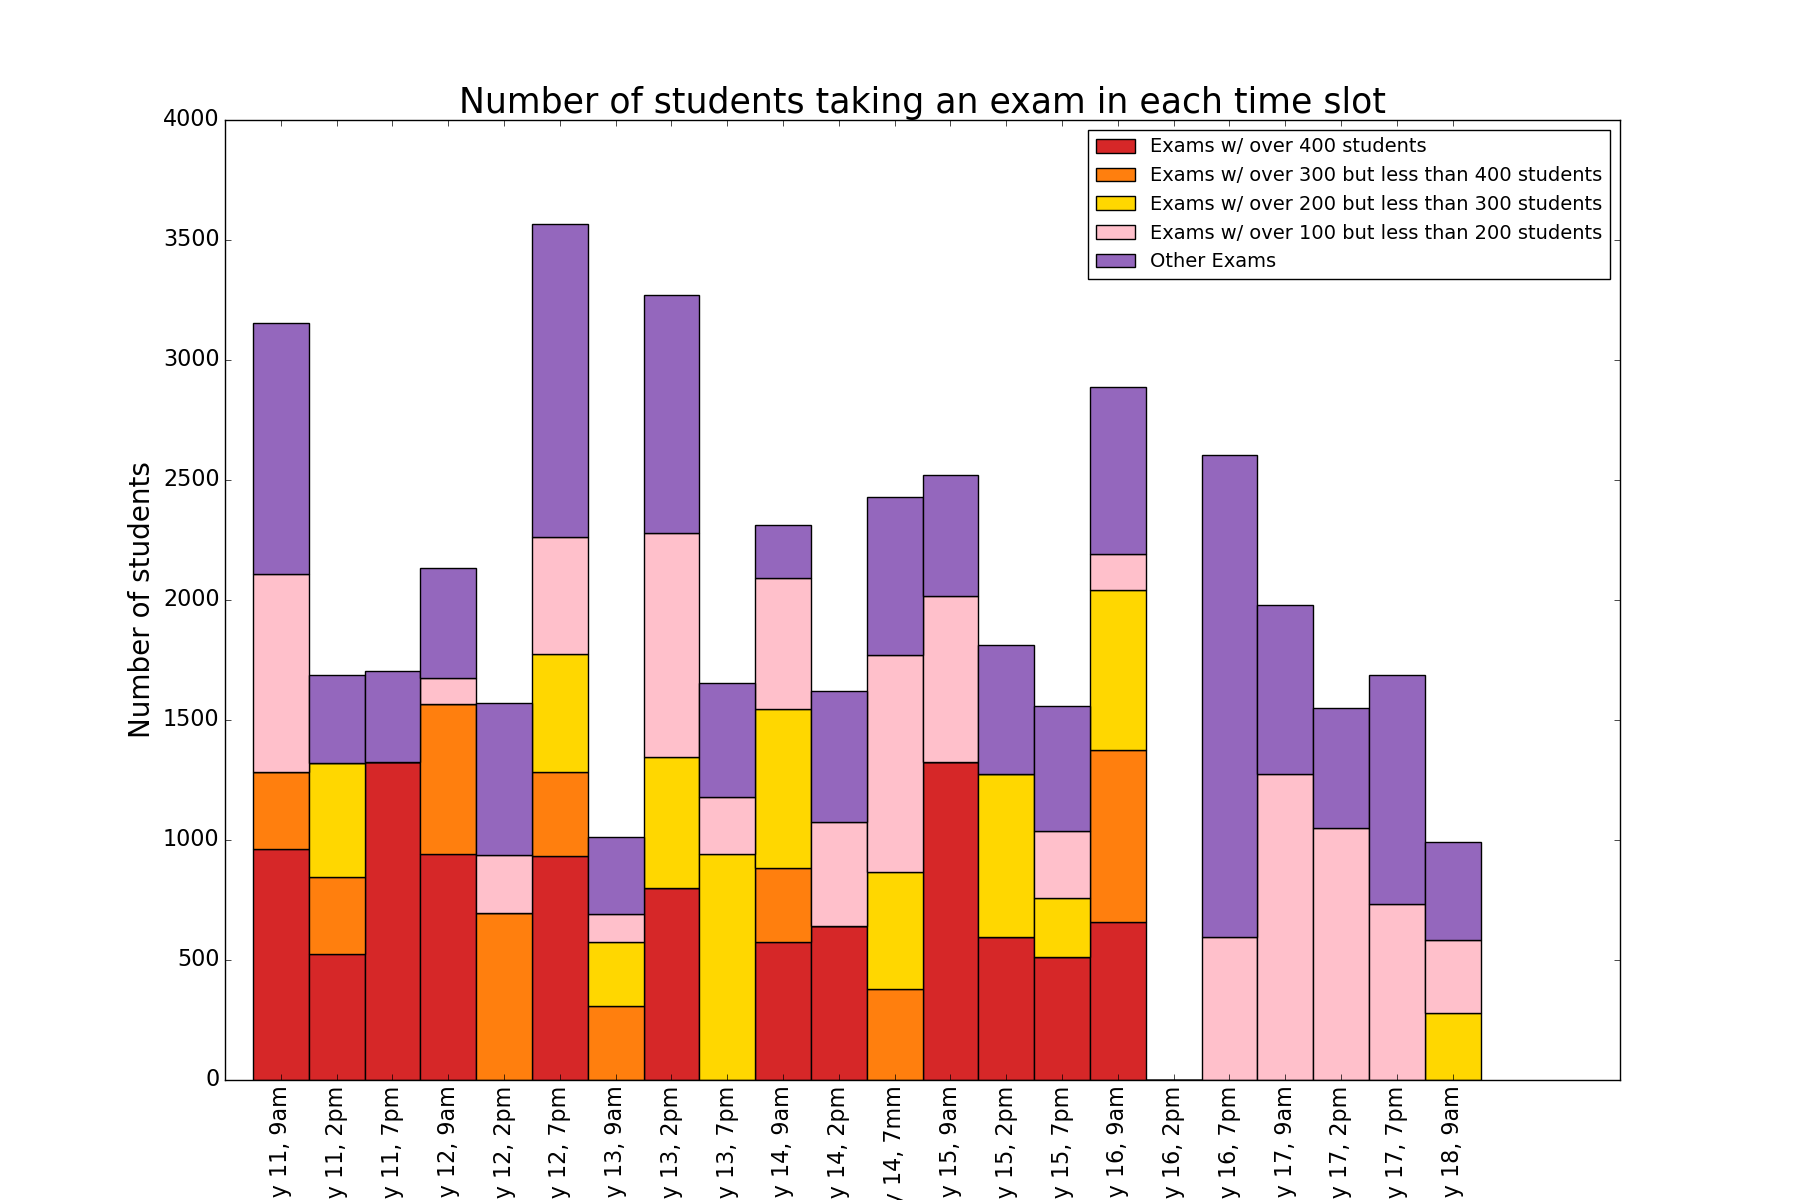 Number of students taking an exam in each time slot
Exams w/ over 400 students
Exams w/ over 300 but less than 400 students
Exams w/ over 200 but less than 300 students
Exams w/ over 100 but less than 200 students
Other Exams
Number of students
4000
3500
3000
2500
2000
1500
1000
500
0
y 11, 9am
y 11, 2pm
y 11, 7pm
y 12, 9am
y 12, 2pm
y 12, 7pm
y 13, 9am
y 13, 2pm
y 13, 7pm
y 14, 9am
y 14, 2pm
y 14, 7mm
y 15, 9am
y 15, 2pm
y 15, 7pm
y 16, 9am
y 16, 2pm
y 16, 7pm
y 17, 9am
y 17, 2pm
y 17, 7pm
y 18, 9am